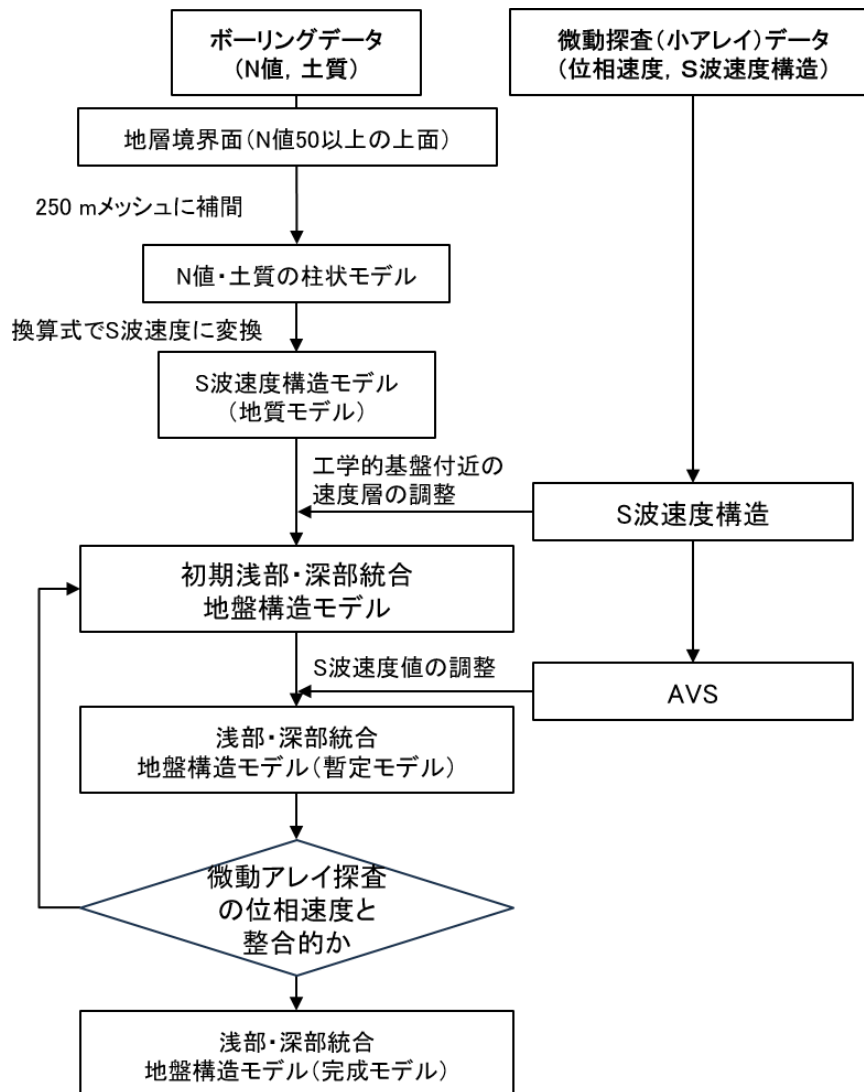 ボーリングデータ
(N値, 土質)
微動探査(小アレイ)データ
(位相速度, S波速度構造)
地層境界面(N値50以上の上面)
250 mメッシュに補間
N値・土質の柱状モデル
換算式でS波速度に変換
S波速度構造モデル
(地質モデル)
工学的基盤付近の
速度層の調整
S波速度構造
初期浅部・深部統合
地盤構造モデル
S波速度値の調整
AVS
浅部・深部統合
地盤構造モデル(暫定モデル)
微動アレイ探査
の位相速度と
整合的か
浅部・深部統合
地盤構造モデル(完成モデル)